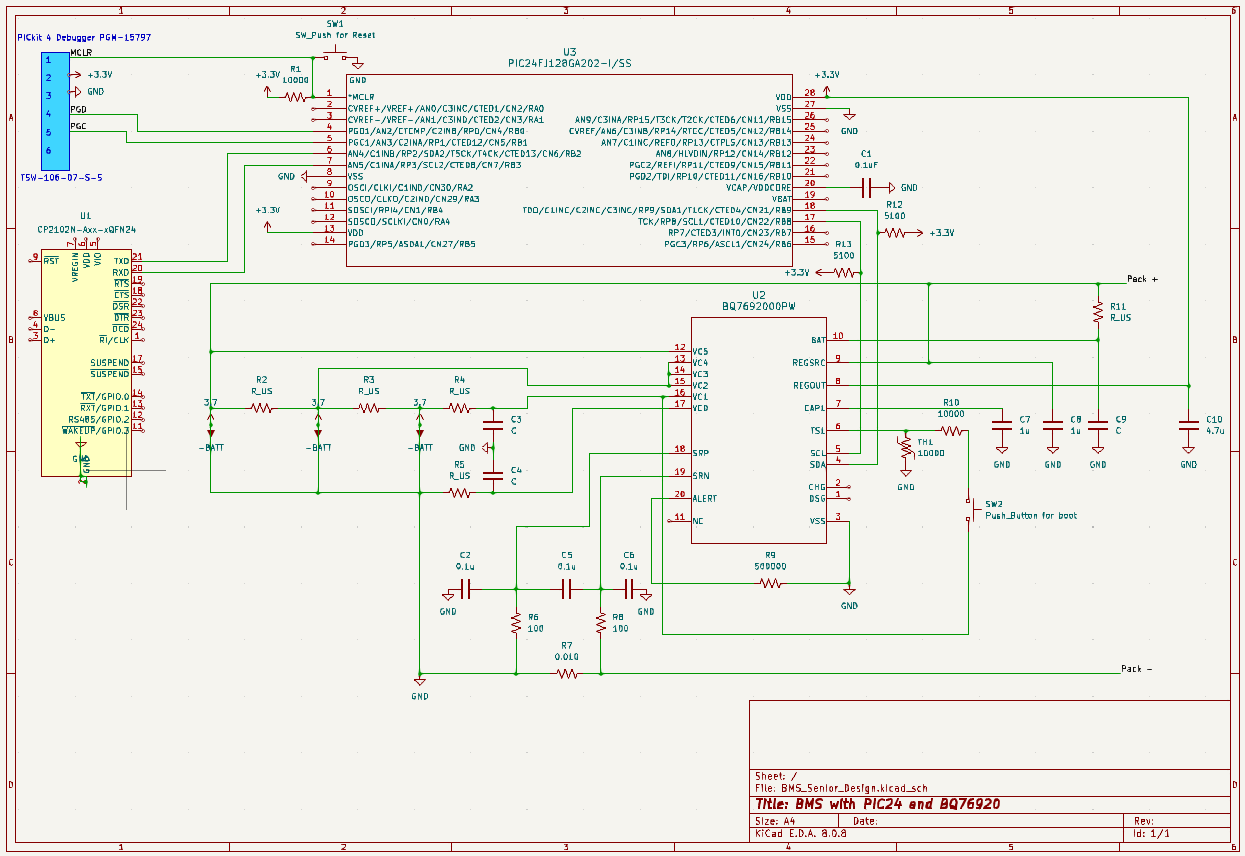 1 2 3 4 5 6
A
B
C
D
PICkit 4 Debugger PGM-15797
1 MCLR
2 +3.3V
3 GND
4 PGD
5 PGC
6
TSW-106-07-S-S
SW1
SW_Push for Reset
GND
+3.3V
R1
10000
U3
PIC24FJ128GA202-I/SS
1 *MCLR
2 CVREF+/VREF+/AN0/C3INC/CTED1/CN2/RA0
3 CVREF-/VREF-/AN1/C3IND/CTED2/CN3/RA1
4 PGD1/AN2/CTCMP/C2INB/RP0/CN4/RB0
5 PGC1/AN3/C2INA/RP1/CTED12/CN5/RB1
6 AN4/C1INB/RP2/SDA2/T5CK/T4CK/CTED13/CN6/RB2
7 AN5/C1INA/RP3/SCL2/CTED8/CN7/RB3
8 VSS
9 OSCI/CLKI/C1IND/CN30/RA2
10 OSCO/CLKO/C2IND/CN29/RA3
11 SOSCI/RPI4/CN1/RB4
12 SOSCO/SCLKI/CN0/RA4
13 VDD
14 PGD3/RP5/ASDA1/CN27/RB5
GND
+3.3V
VDD 28
VSS 27
AN9/C3INA/RP15/T3CK/T2CK/CTED6/CN11/RB15 26
CVREF/AN6/C3INB/RP14/RTCC/CTED5/CN12/RB14 25
AN7/C1INC/REFO/RP13/CTPLS/CN13/RB13 24
AN8/HLVDIN/RP12/CN14/RB12 23
PGC2/REFI/RP11/CTED9/CN15/RB11 22
PGD2/TDI/RP10/CTED11/CN16/RB10 21
VCAP/VDDCORE 20
VBAT 19
TDO/C1INC/C2INC/C3INC/RP9/SDA1/T1CK/CTED4/CN21/RB9 18
TCK/RP8/SCL1/CTED10/CN22/RB8 17
RP7/CTED3/INT0/CN23/RB7 16
PGC3/RP6/ASCL1/CN24/RB6 15
+3.3V
GND
C1
0.1uF
GND
R12
5100
+3.3V
R13
5100
+3.3V
U1
CP2102N-Axx-xQFN24
7 6 5
VREGIN
VDD
VIO
9 RST
8 VBUS
4 D-
3 D+
TXD 21
RXD 20
RTS 19
CTS 18
DSR 22
DTR 23
DCD 24
RI/CLK 1
SUSPEND 17
SUSPEND 15
TXT/GPIO.0 14
RXT/GPIO.1 13
RS485/GPIO.2 12
WAKEUP/GPIO.3 11
GND
Pack +
R11
R_US
U2
BQ7692000PW
12 VC5
13 VC4
14 VC3
15 VC2
16 VC1
17 VC0
18 SRP
19 SRN
20 ALERT
11 NC
BAT 10
REGSRC 9
REGOUT 8
CAP1 7
TS1 6
SCL 5
SDA 4
CHG 2
DSG 1
VSS 3
3.7
-BATT
R2
R_US
3.7
-BATT
R3
R_US
3.7
-BATT
R4
R_US
C3
C
GND
R5
R_US
C4
C
R10
10000
TH1
10000
GND
C7
1u
GND
C8
1u
GND
C9
C
GND
C10
4.7u
GND
SW2
Push_Button for boot
R9
500000
GND
C2
0.1u
GND
C5
0.1u
C6
0.1u
GND
R6
100
R8
100
R7
0.010
GND
Pack -
Sheet: /
File: BMS_Senior_Design.kicad_sch
Title: BMS with PIC24 and BQ76920
Size: A4 Date: Rev:
KiCad E.D.A. 8.0.8 Id: 1/1
1 2 3 4 5 6